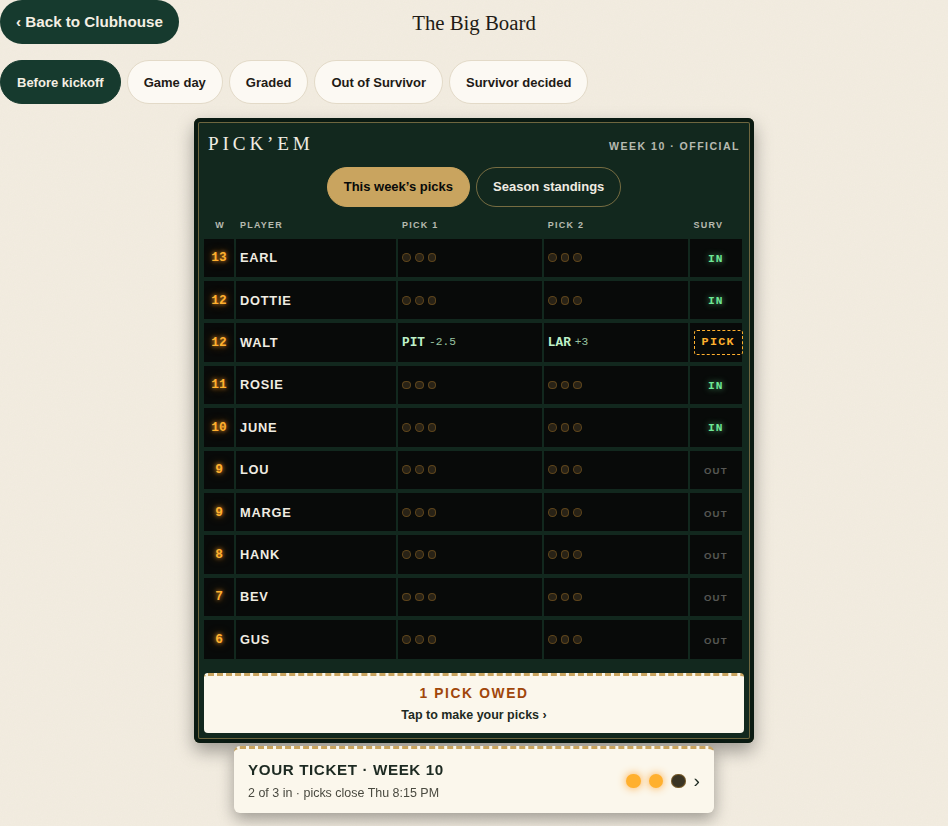 ‹ Back to Clubhouse
The Big Board
Before kickoff Game day Graded Out of Survivor Survivor decided
PICK’EM WEEK 10 · OFFICIAL
This week’s picks Season standings
W PLAYER PICK 1 PICK 2 SURV
13 EARL IN
12 DOTTIE IN
12 WALT PIT -2.5 LAR +3 PICK
11 ROSIE IN
10 JUNE IN
9 LOU OUT
9 MARGE OUT
8 HANK OUT
7 BEV OUT
6 GUS OUT
1 PICK OWED
Tap to make your picks ›
YOUR TICKET · WEEK 10
2 of 3 in · picks close Thu 8:15 PM ›